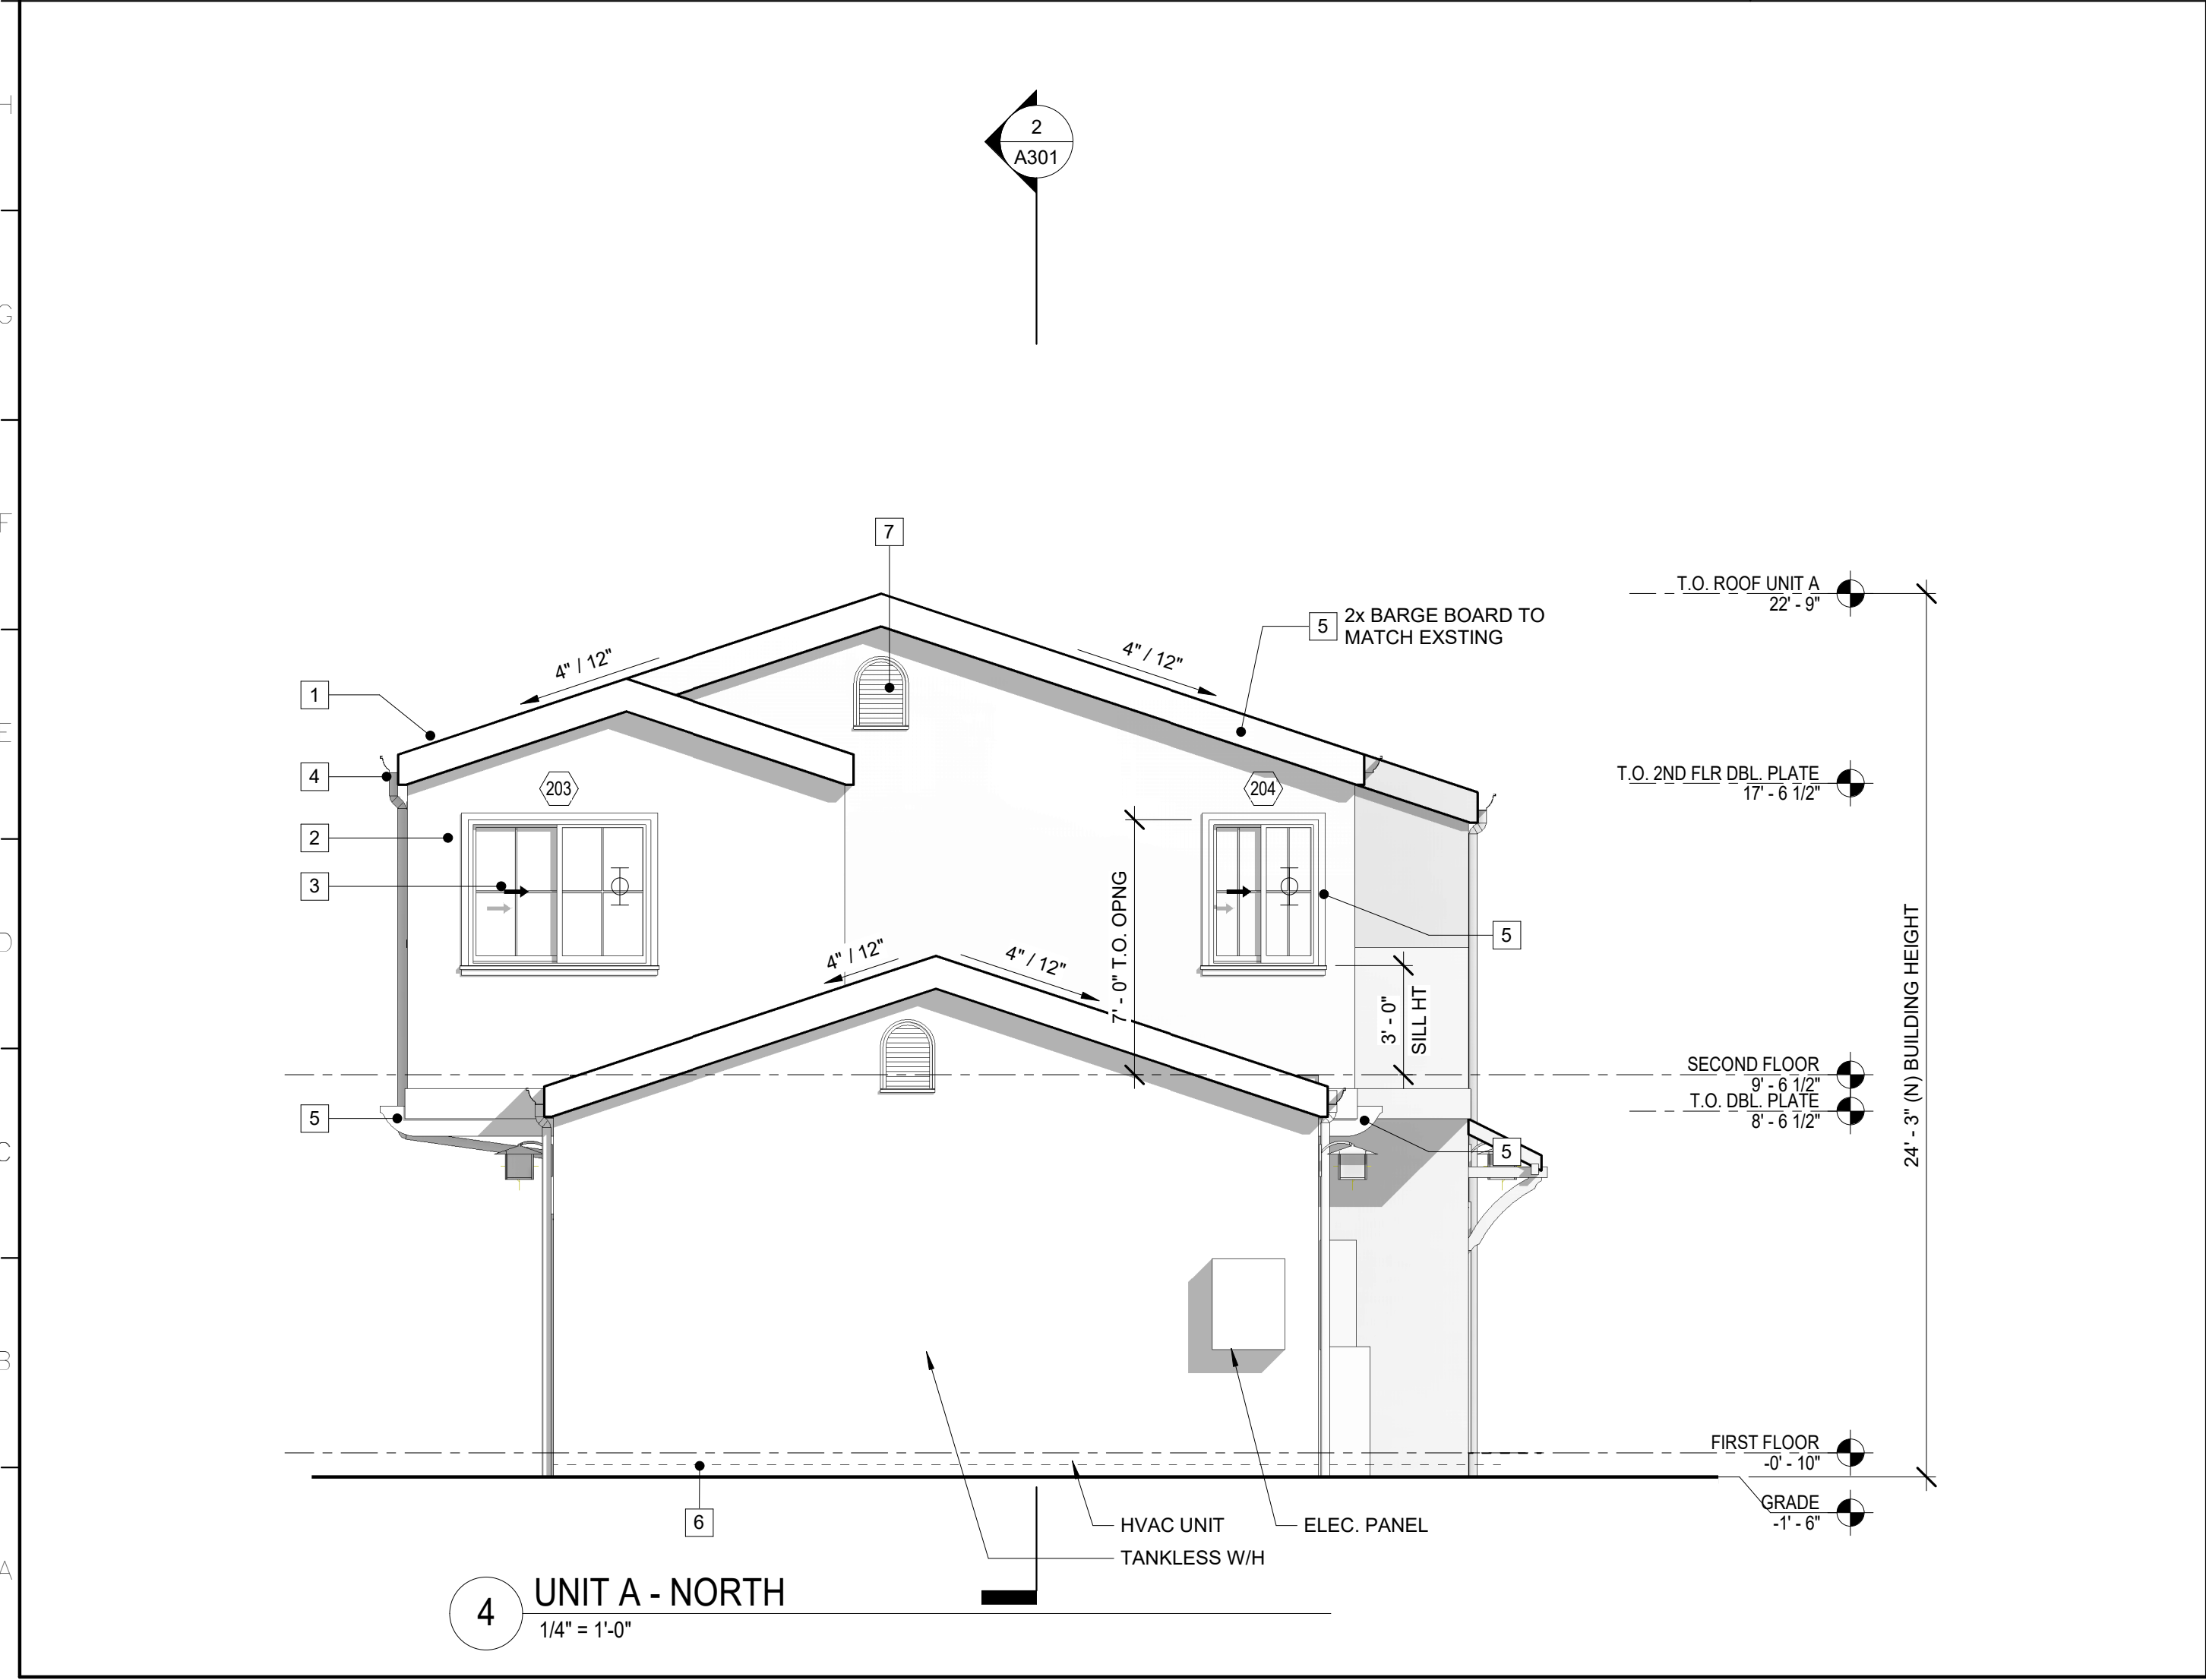 H
G
F
E
D
C
B
A
2
A301
7
T.O. ROOF UNIT A
22' - 9"
5
2x BARGE BOARD TO
MATCH EXSTING
4" / 12"
4" / 12"
1
4
T.O. 2ND FLR DBL. PLATE
17' - 6 1/2"
203
204
2
3
5
7' - 0" T.O. OPNG
4" / 12"
4" / 12"
3' - 0"
SILL HT
24' - 3" (N) BUILDING HEIGHT
SECOND FLOOR
9' - 6 1/2"
T.O. DBL. PLATE
8' - 6 1/2"
5
5
FIRST FLOOR
-0' - 10"
GRADE
-1' - 6"
6
HVAC UNIT
ELEC. PANEL
TANKLESS W/H
4
UNIT A - NORTH
1/4" = 1'-0"